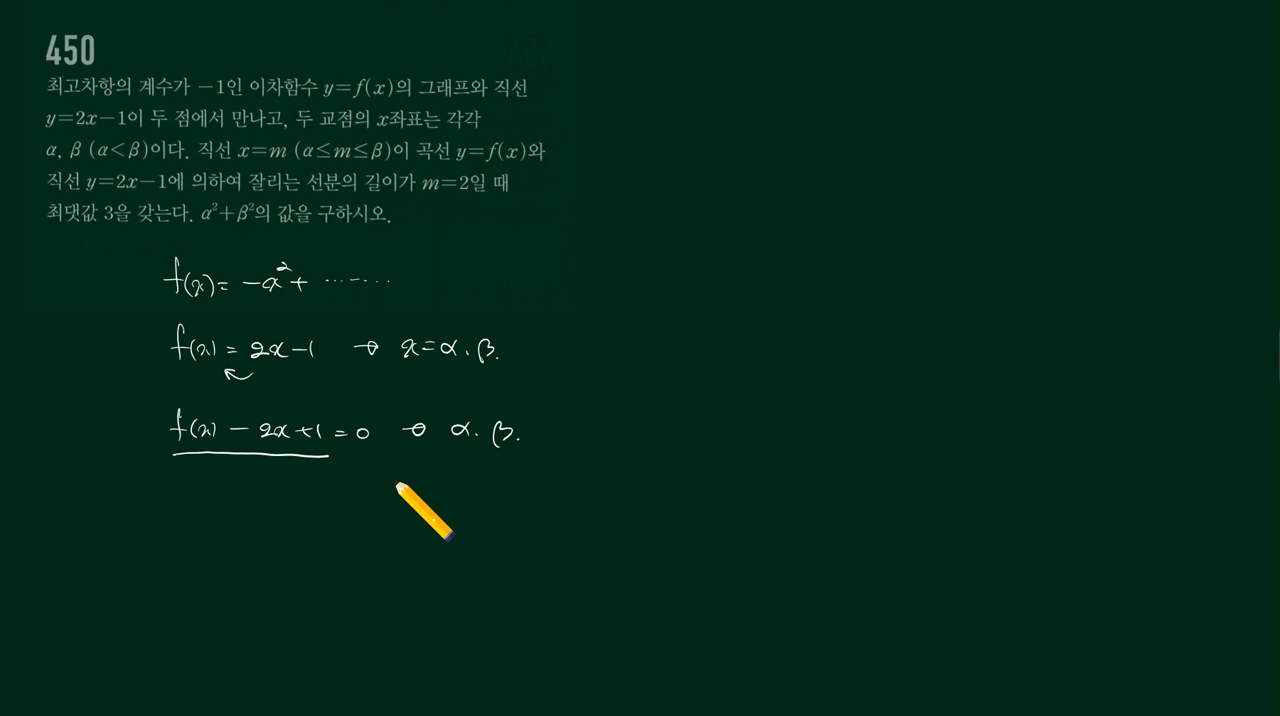 450
최고차항의 계수가 −1인 이차함수 y=f(x)의 그래프와 직선
y=2x−1이 두 점에서 만나고, 두 교점의 x좌표는 각각
α, β (α<β)이다. 직선 x=m (α≤m≤β)이 곡선 y=f(x)와
직선 y=2x−1에 의하여 잘리는 선분의 길이가 m=2일 때
최댓값 3을 갖는다. α²+β²의 값을 구하시오.
f(x)= −x²+ ⋯⋯
f(x) = 2x−1 → x=α, β.
f(x) − 2x+1 = 0 → α, β.